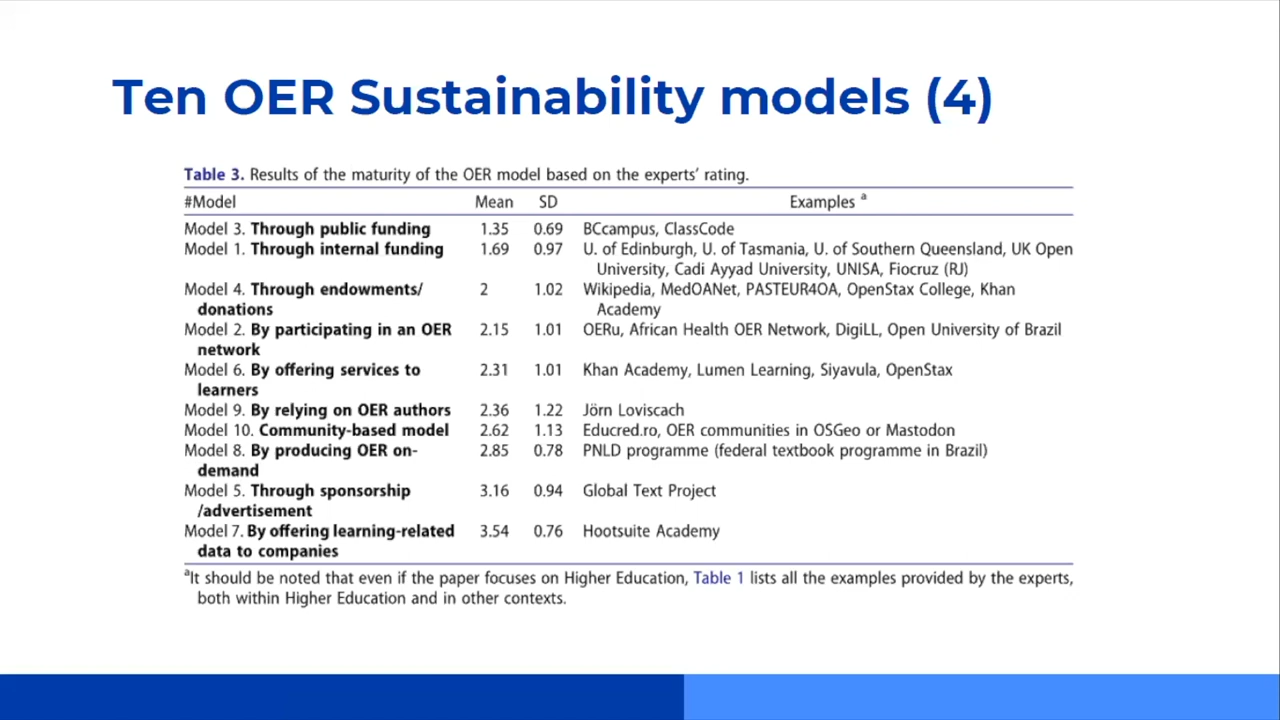 Ten OER Sustainability models (4)
Table 3. Results of the maturity of the OER model based on the experts' rating.
#Model Mean SD Examples a
Model 3. Through public funding 1.35 0.69 BCcampus, ClassCode
Model 1. Through internal funding 1.69 0.97 U. of Edinburgh, U. of Tasmania, U. of Southern Queensland, UK Open
University, Cadi Ayyad University, UNISA, Fiocruz (RJ)
Model 4. Through endowments/ 2 1.02 Wikipedia, MedOANet, PASTEUR4OA, OpenStax College, Khan
donations Academy
Model 2. By participating in an OER 2.15 1.01 OERu, African Health OER Network, DigiLL, Open University of Brazil
network
Model 6. By offering services to 2.31 1.01 Khan Academy, Lumen Learning, Siyavula, OpenStax
learners
Model 9. By relying on OER authors 2.36 1.22 Jörn Loviscach
Model 10. Community-based model 2.62 1.13 Educred.ro, OER communities in OSGeo or Mastodon
Model 8. By producing OER on- 2.85 0.78 PNLD programme (federal textbook programme in Brazil)
demand
Model 5. Through sponsorship 3.16 0.94 Global Text Project
/advertisement
Model 7. By offering learning-related 3.54 0.76 Hootsuite Academy
data to companies
aIt should be noted that even if the paper focuses on Higher Education, Table 1 lists all the examples provided by the experts,
both within Higher Education and in other contexts.